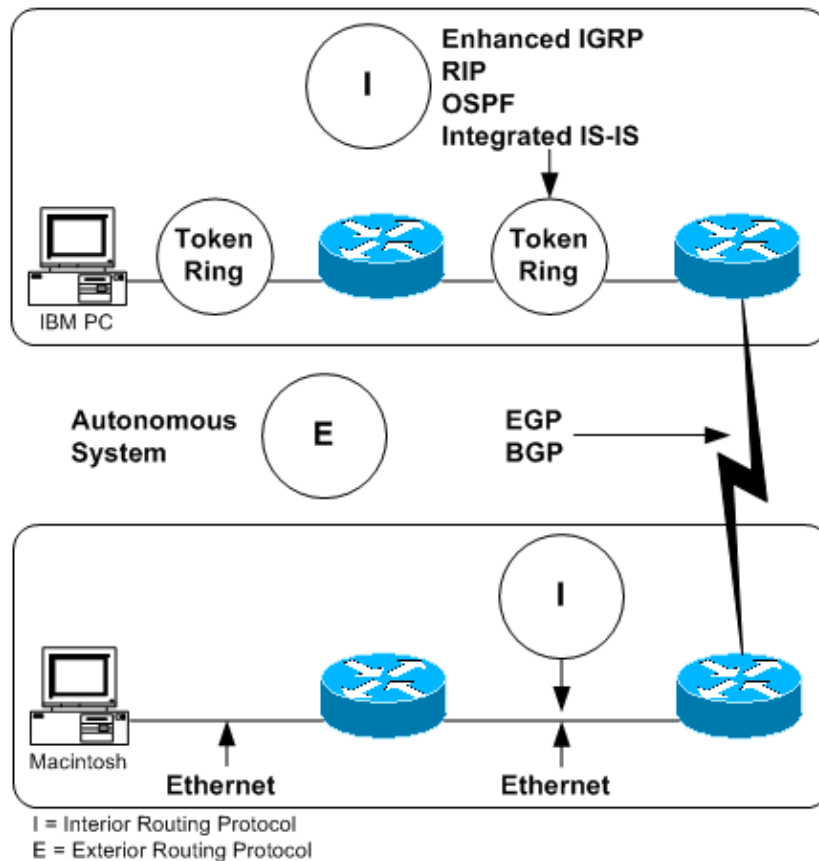 I
Enhanced IGRP
RIP
OSPF
Integrated IS-IS
Token
Ring
Token
Ring
IBM PC
Autonomous
System
E
EGP
BGP
I
Macintosh
Ethernet
Ethernet
I = Interior Routing Protocol
E = Exterior Routing Protocol